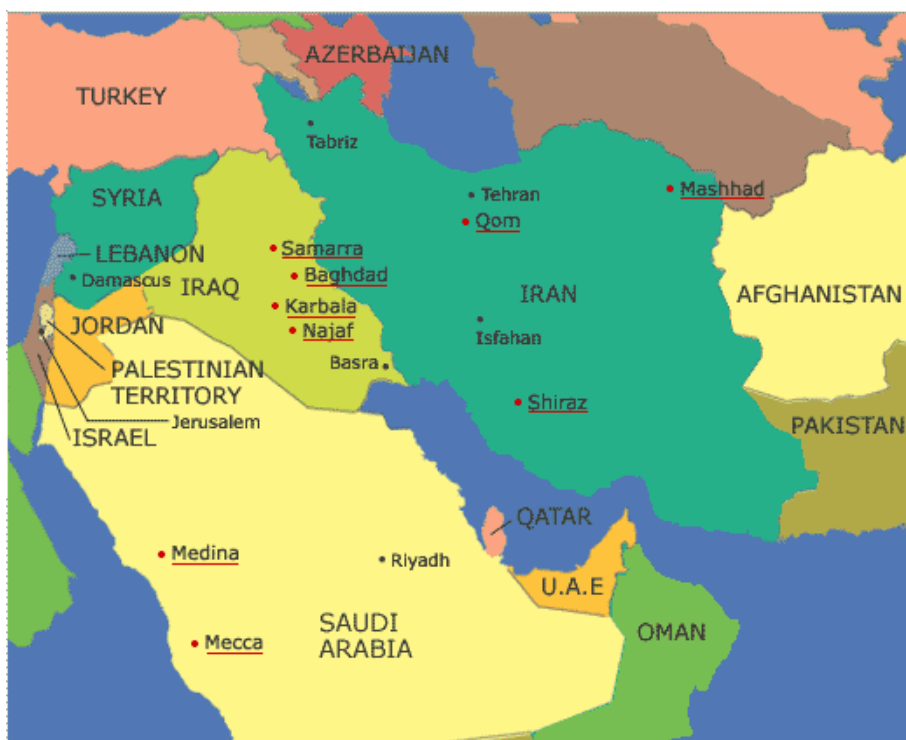 AZERBAIJAN
TURKEY
Tabriz
Tehran
Mashhad
SYRIA
Qom
LEBANON
Samarra
Damascus
Baghdad
IRAQ
IRAN
AFGHANISTAN
Karbala
JORDAN
Najaf
Isfahan
PALESTINIAN
TERRITORY
Basra
Shiraz
Jerusalem
ISRAEL
PAKISTAN
QATAR
Medina
Riyadh
U.A.E
SAUDI
ARABIA
OMAN
Mecca